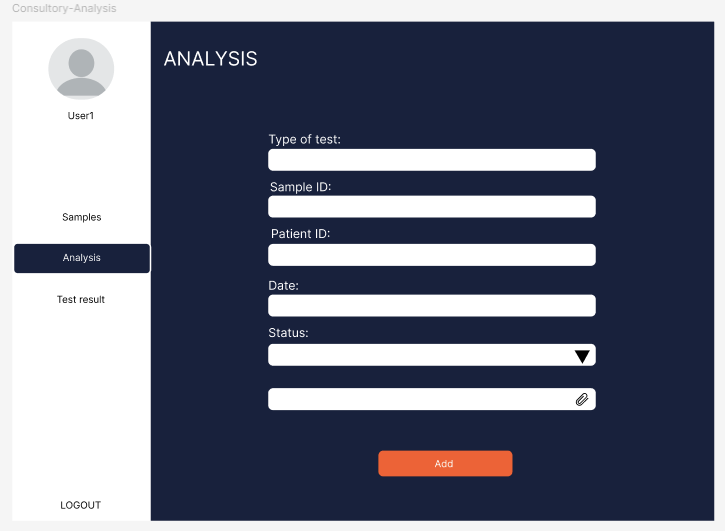 Consultory-Analysis
User1
Samples
Analysis
Test result
LOGOUT
ANALYSIS
Type of test:
Sample ID:
Patient ID:
Date:
Status:
Add